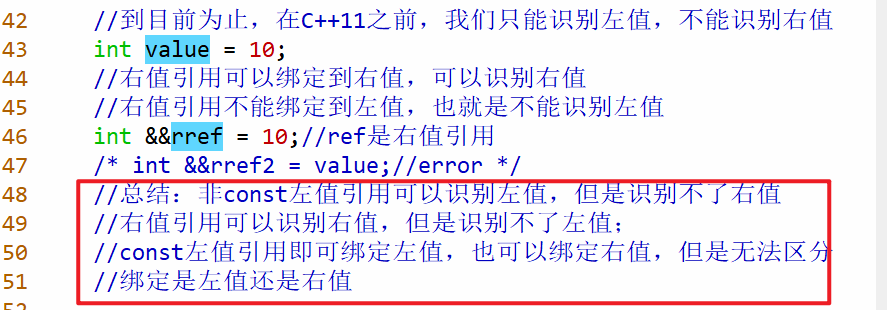 42 //到目前为止，在C++11之前，我们只能识别左值，不能识别右值
43 int value = 10;
44 //右值引用可以绑定到右值，可以识别右值
45 //右值引用不能绑定到左值，也就是不能识别左值
46 int &&rref = 10;//ref是右值引用
47 /* int &&rref2 = value;//error */
48 //总结：非const左值引用可以识别左值，但是识别不了右值
49 //右值引用可以识别右值，但是识别不了左值；
50 //const左值引用即可绑定左值，也可以绑定右值，但是无法区分
51 //绑定是左值还是右值